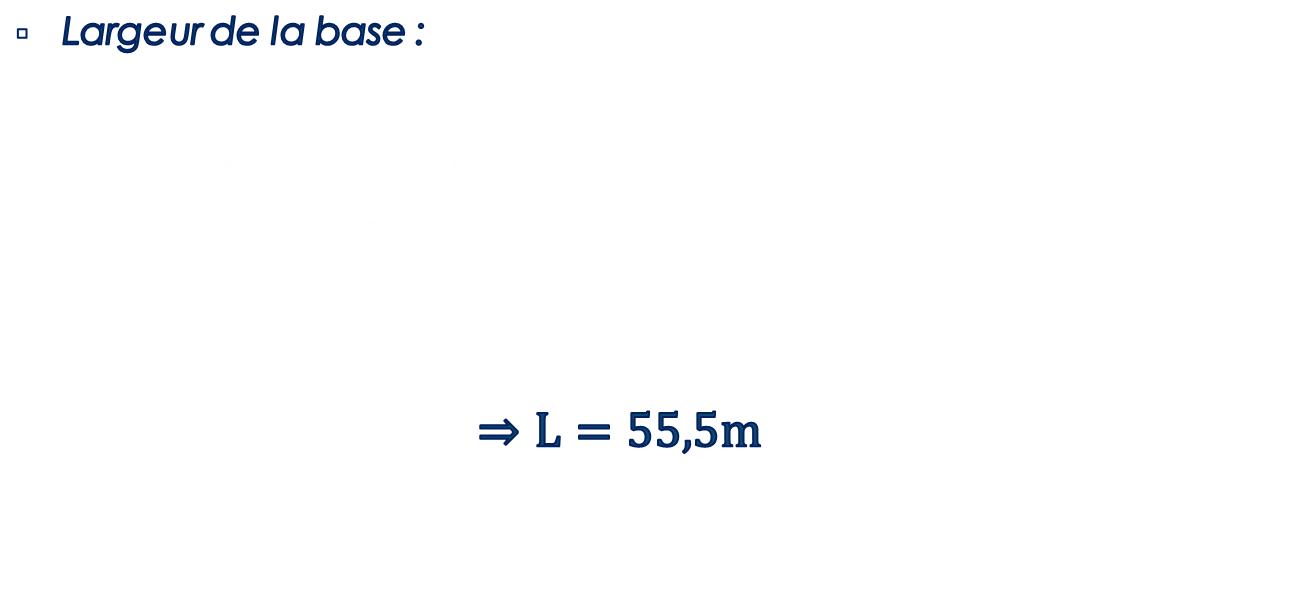 ▫ Largeur de la base :
⇒ L = 55,5m